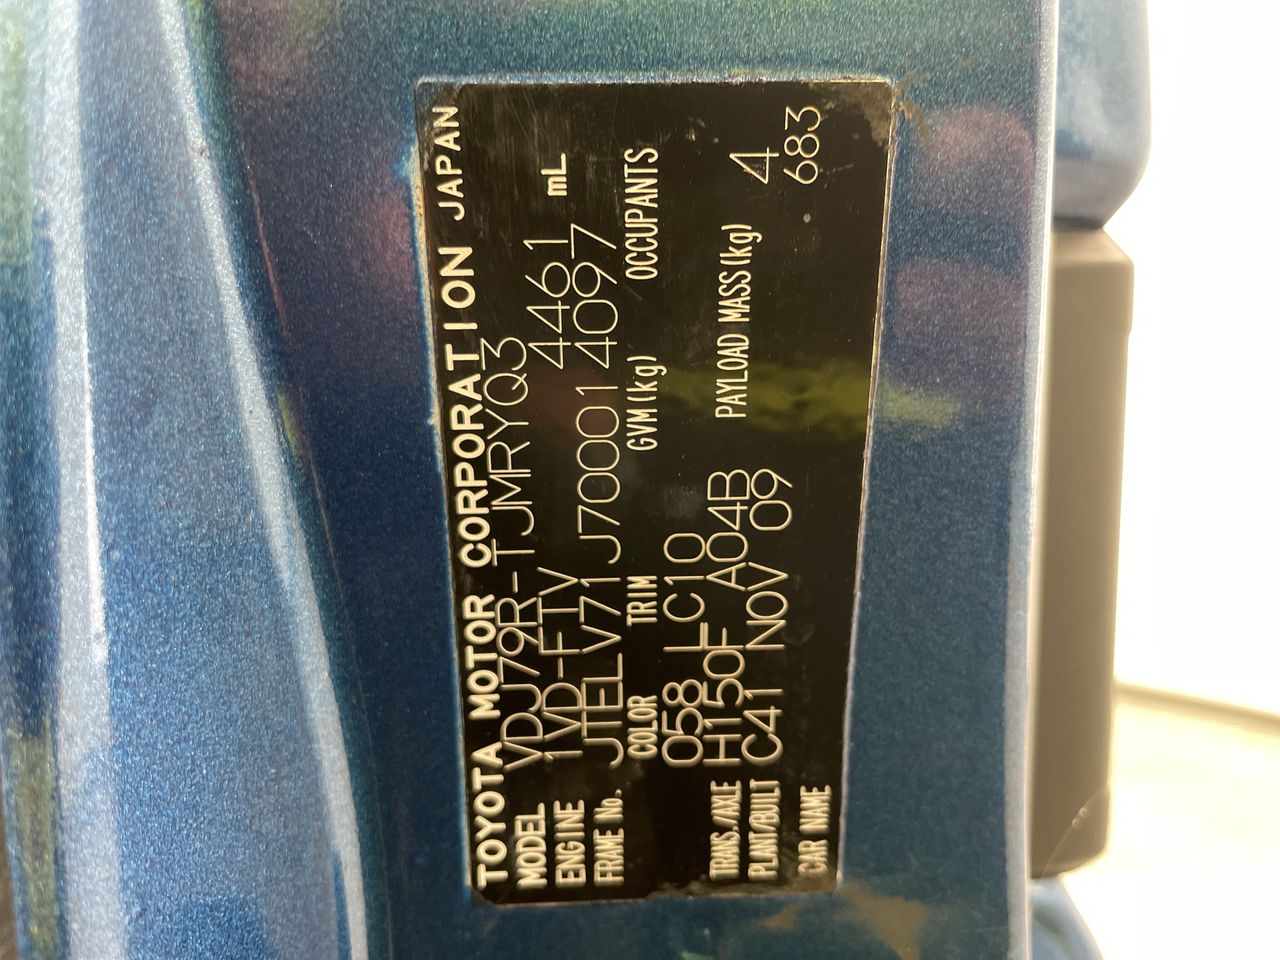 TOYOTA MOTOR CORPORATION JAPAN
MODEL VDJ79R-TJMRYQ3
ENGINE 1VD-FTV 4461 mL
FRAME No. JTELV71J700014097
COLOR TRIM GVM(kg) OCCUPANTS
058 LC10
TRANS./AXLE H150F A04B PAYLOAD MASS(kg) 4
PLANT/BUILT C41 NOV 09 683
CAR NAME